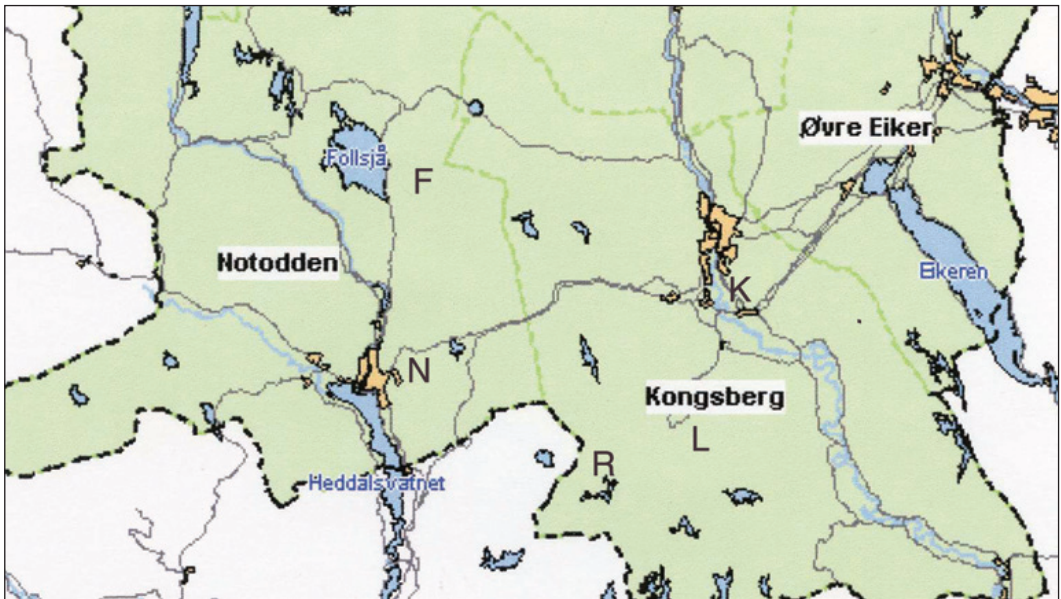 Øvre Eiker
Follsjå
F
Notodden
Eikeren
K
N
Kongsberg
L
R
Heddalsvatnet